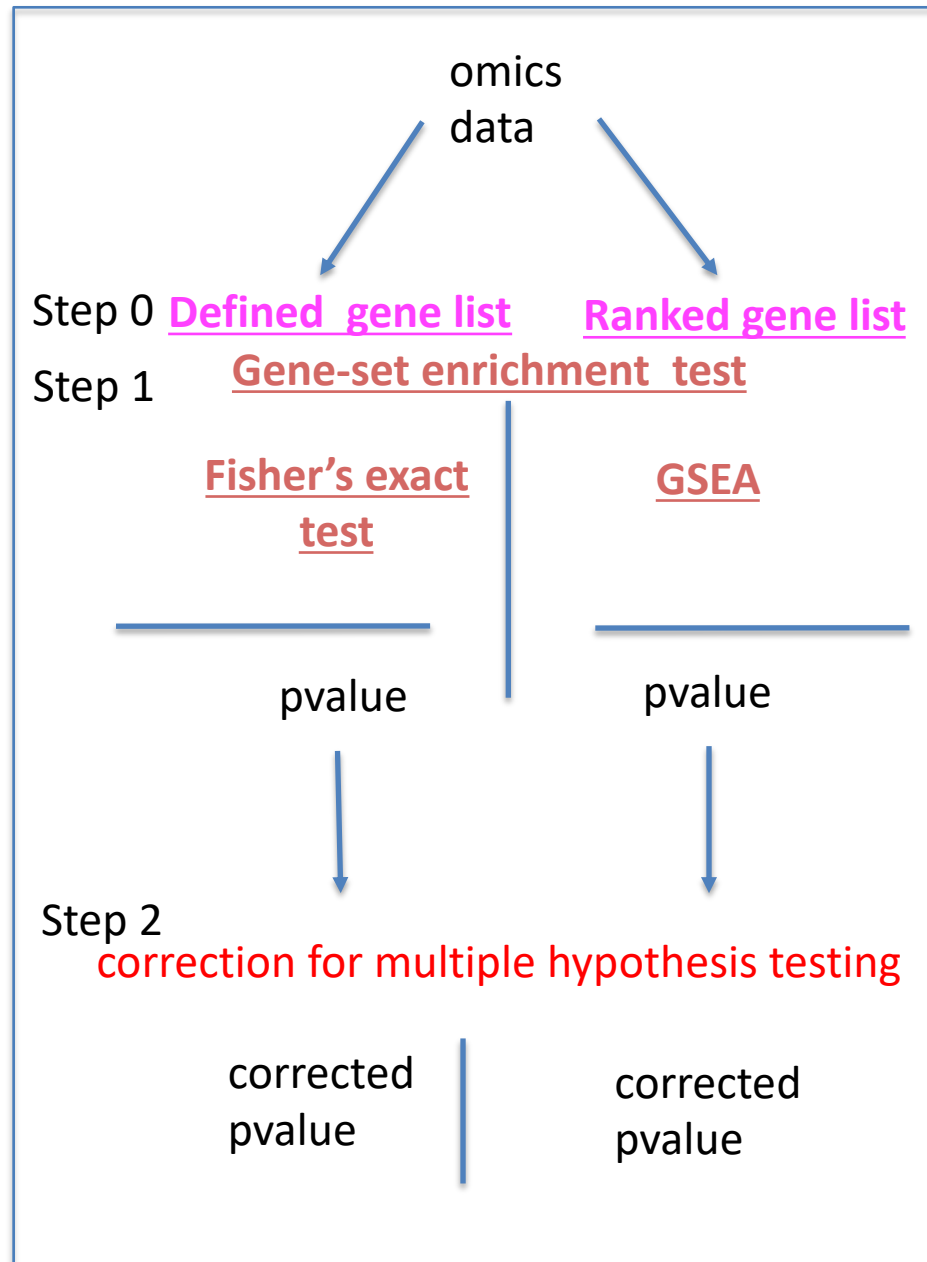 omics
data
Step 0 Defined  gene list Ranked gene list
Step 1 Gene-set enrichment  test
Fisher’s exact
test
GSEA
pvalue
pvalue
Step 2
correction for multiple hypothesis testing
corrected
pvalue
corrected
pvalue